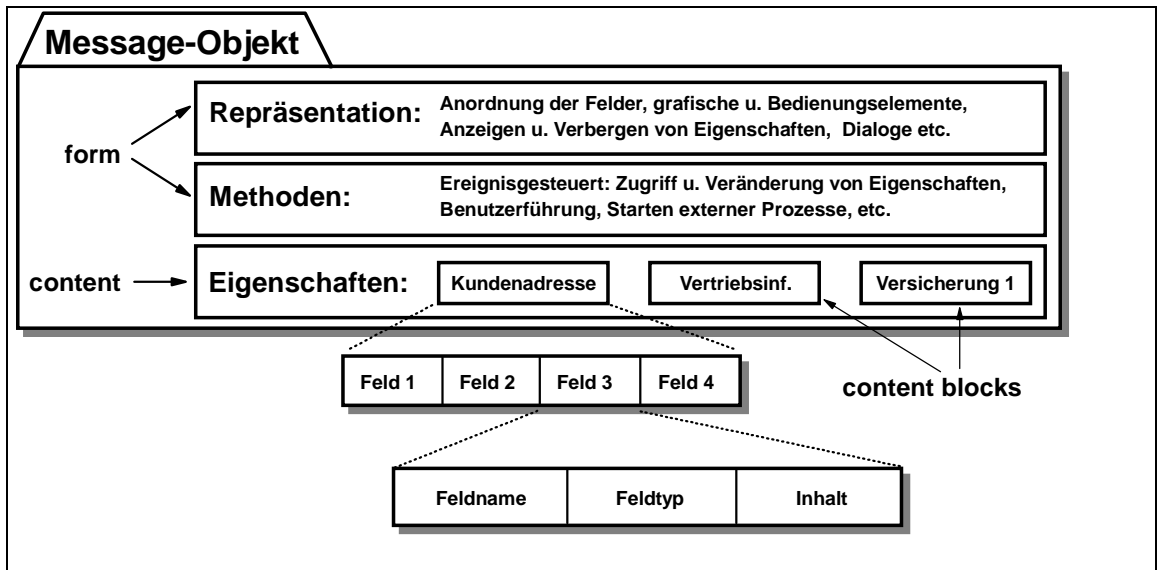 Message-Objekt
Repräsentation:
Anordnung der Felder, grafische u. Bedienungselemente,
Anzeigen u. Verbergen von Eigenschaften, Dialoge etc.
form
Methoden:
Ereignisgesteuert: Zugriff u. Veränderung von Eigenschaften,
Benutzerführung, Starten externer Prozesse, etc.
content
Eigenschaften:
Kundenadresse
Vertriebsinf.
Versicherung 1
Feld 1
Feld 2
Feld 3
Feld 4
content blocks
Feldname
Feldtyp
Inhalt